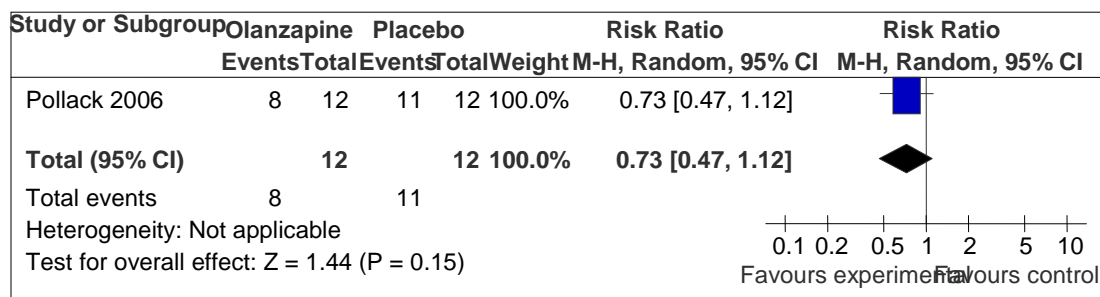 Study or Subgroup Olanzapine Placebo Risk Ratio Risk Ratio
Events Total Events Total Weight M-H, Random, 95% CI M-H, Random, 95% CI
Pollack 2006 8 12 11 12 100.0% 0.73 [0.47, 1.12]
Total (95% CI) 12 12 100.0% 0.73 [0.47, 1.12]
Total events 8 11
Heterogeneity: Not applicable
Test for overall effect: Z = 1.44 (P = 0.15)
0.1 0.2 0.5 1 2 5 10
Favours experimental Favours control